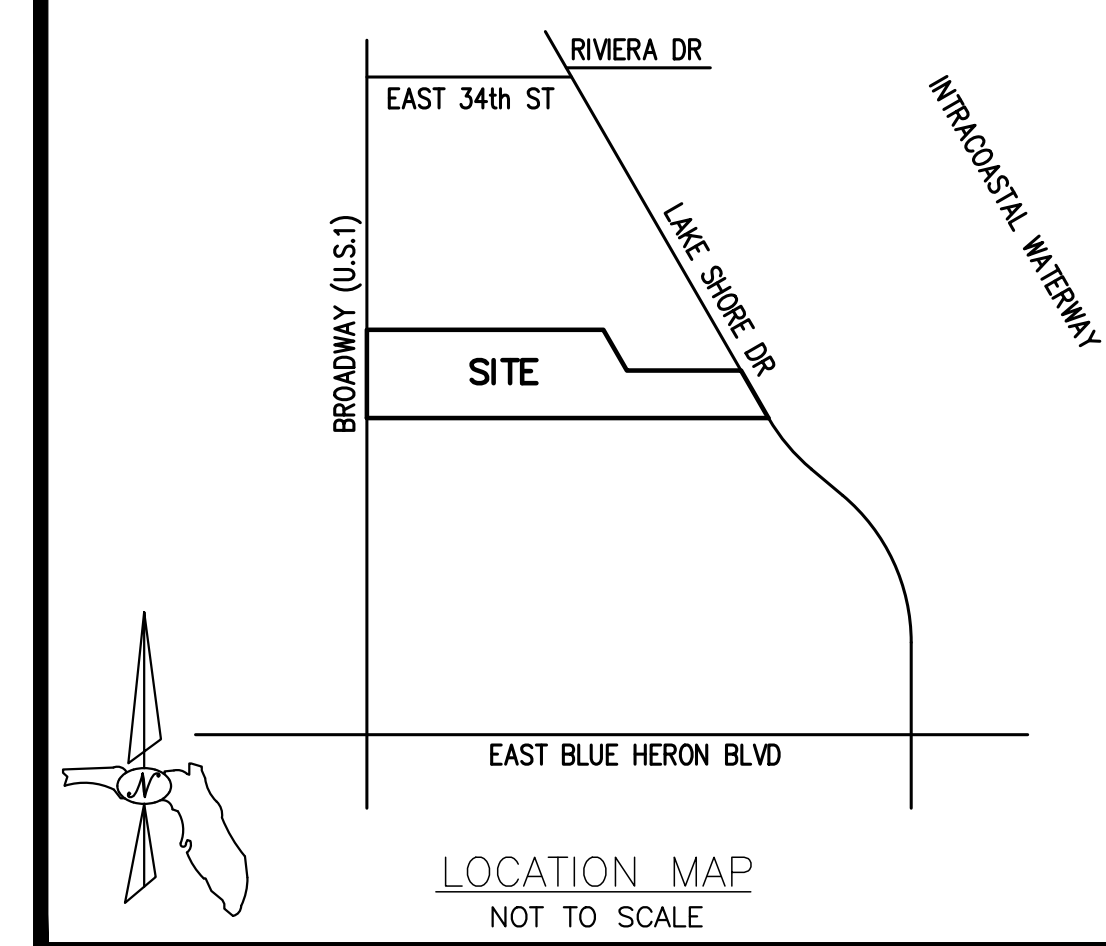 RIVIERA DR
EAST 34th ST
INTRACOASTAL WATERWAY
LAKE SHORE DR
BROADWAY (U.S.1)
SITE
EAST BLUE HERON BLVD
N
LOCATION MAP
NOT TO SCALE